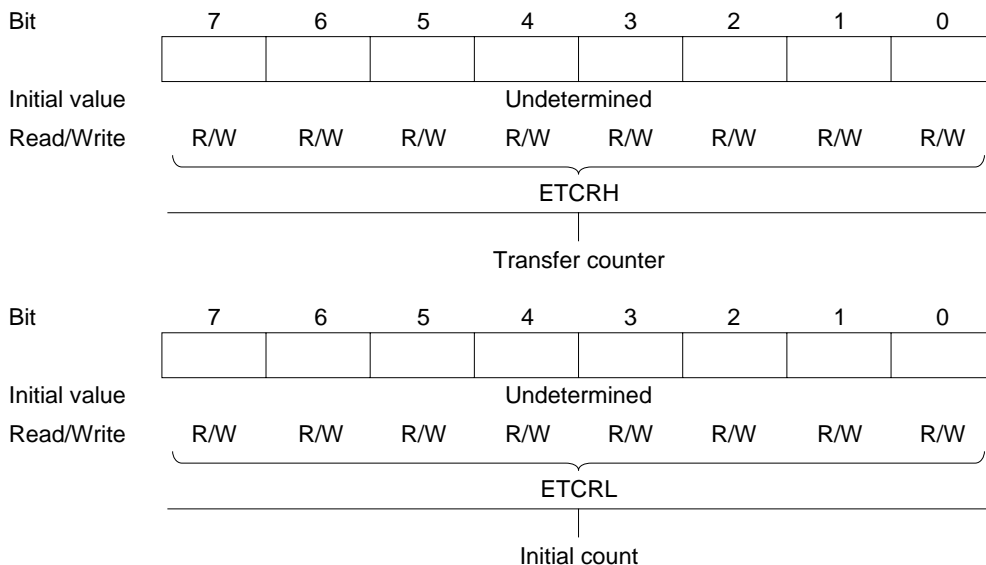 Bit 7 6 5 4 3 2 1 0
Initial value Undetermined
Read/Write R/W R/W R/W R/W R/W R/W R/W R/W
ETCRH
Transfer counter
Bit 7 6 5 4 3 2 1 0
Initial value Undetermined
Read/Write R/W R/W R/W R/W R/W R/W R/W R/W
ETCRL
Initial count